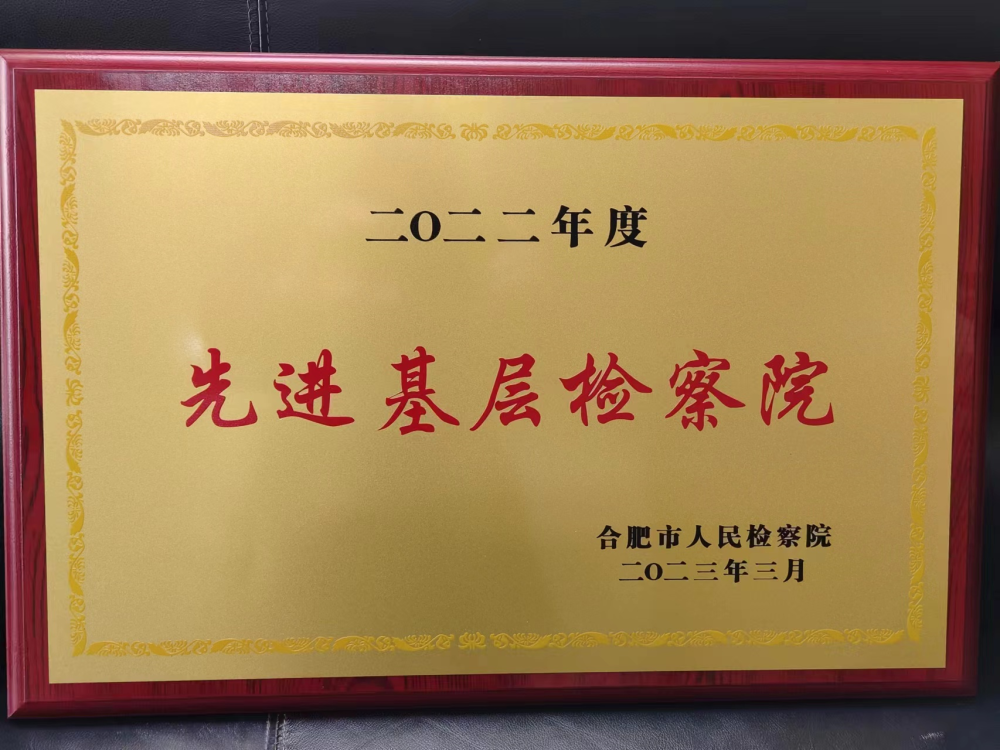 二〇二二年度
先进基层检察院
合肥市人民检察院
二〇二三年三月